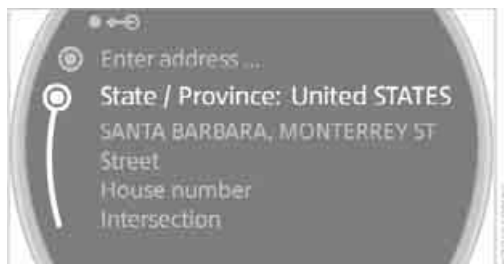 Enter address ...
State / Province: United STATES
SANTA BARBARA, MONTERREY ST
Street
House number
Intersection